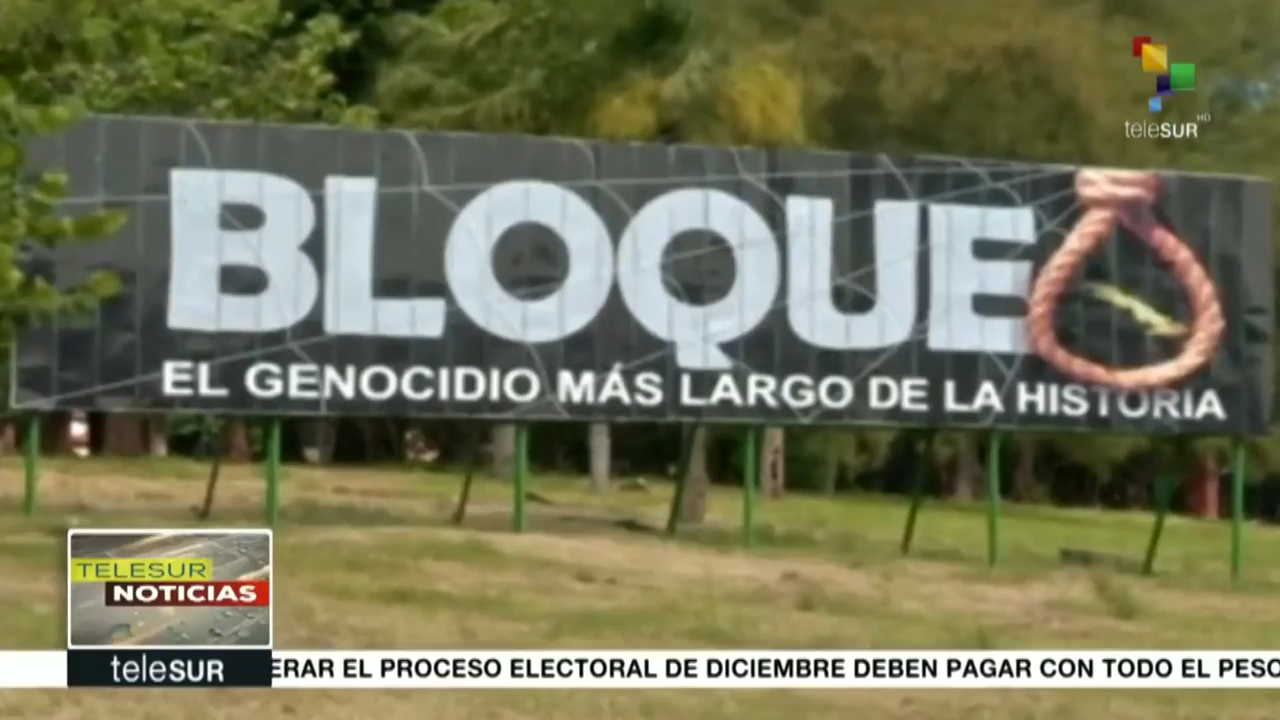 teleSUR HD
BLOQUEO
EL GENOCIDIO MÁS LARGO DE LA HISTORIA
TELESUR
NOTICIAS
teleSUR
ERAR EL PROCESO ELECTORAL DE DICIEMBRE DEBEN PAGAR CON TODO EL PESO